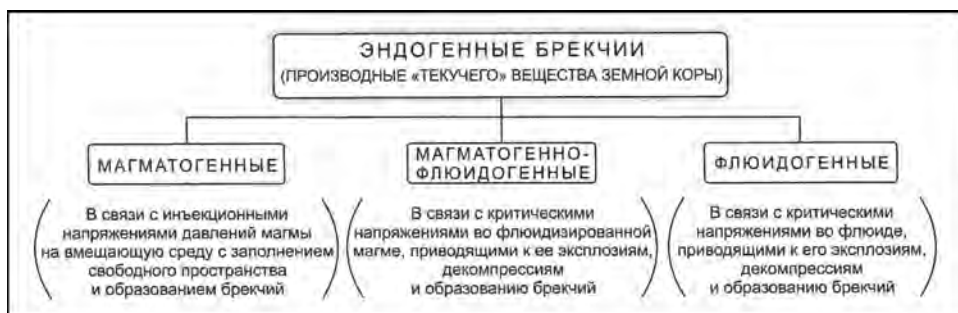 ЭНДОГЕННЫЕ БРЕКЧИИ
(ПРОИЗВОДНЫЕ «ТЕКУЧЕГО» ВЕЩЕСТВА ЗЕМНОЙ КОРЫ)
МАГМАТОГЕННЫЕ
В связи с инъекционными
напряжениями давлений магмы
на вмещающую среду с заполнением
свободного пространства
и образованием брекчий
МАГМАТОГЕННО-
ФЛЮИДОГЕННЫЕ
В связи с критическими
напряжениями во флюидизированной
магме, приводящими к ее эксплозиям,
декомпрессиям
и образованию брекчий
ФЛЮИДОГЕННЫЕ
В связи с критическими
напряжениями во флюиде,
приводящими к его эксплозиям,
декомпрессиям
и образованию брекчий